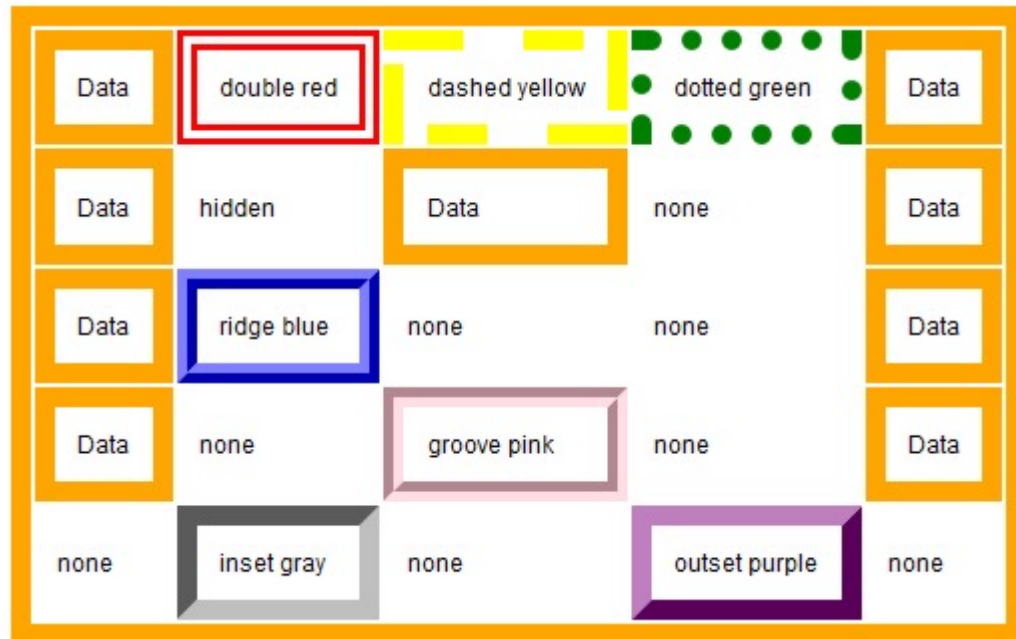 Data double red dashed yellow dotted green Data
Data hidden Data none Data
Data ridge blue none none Data
Data none groove pink none Data
none inset gray none outset purple none